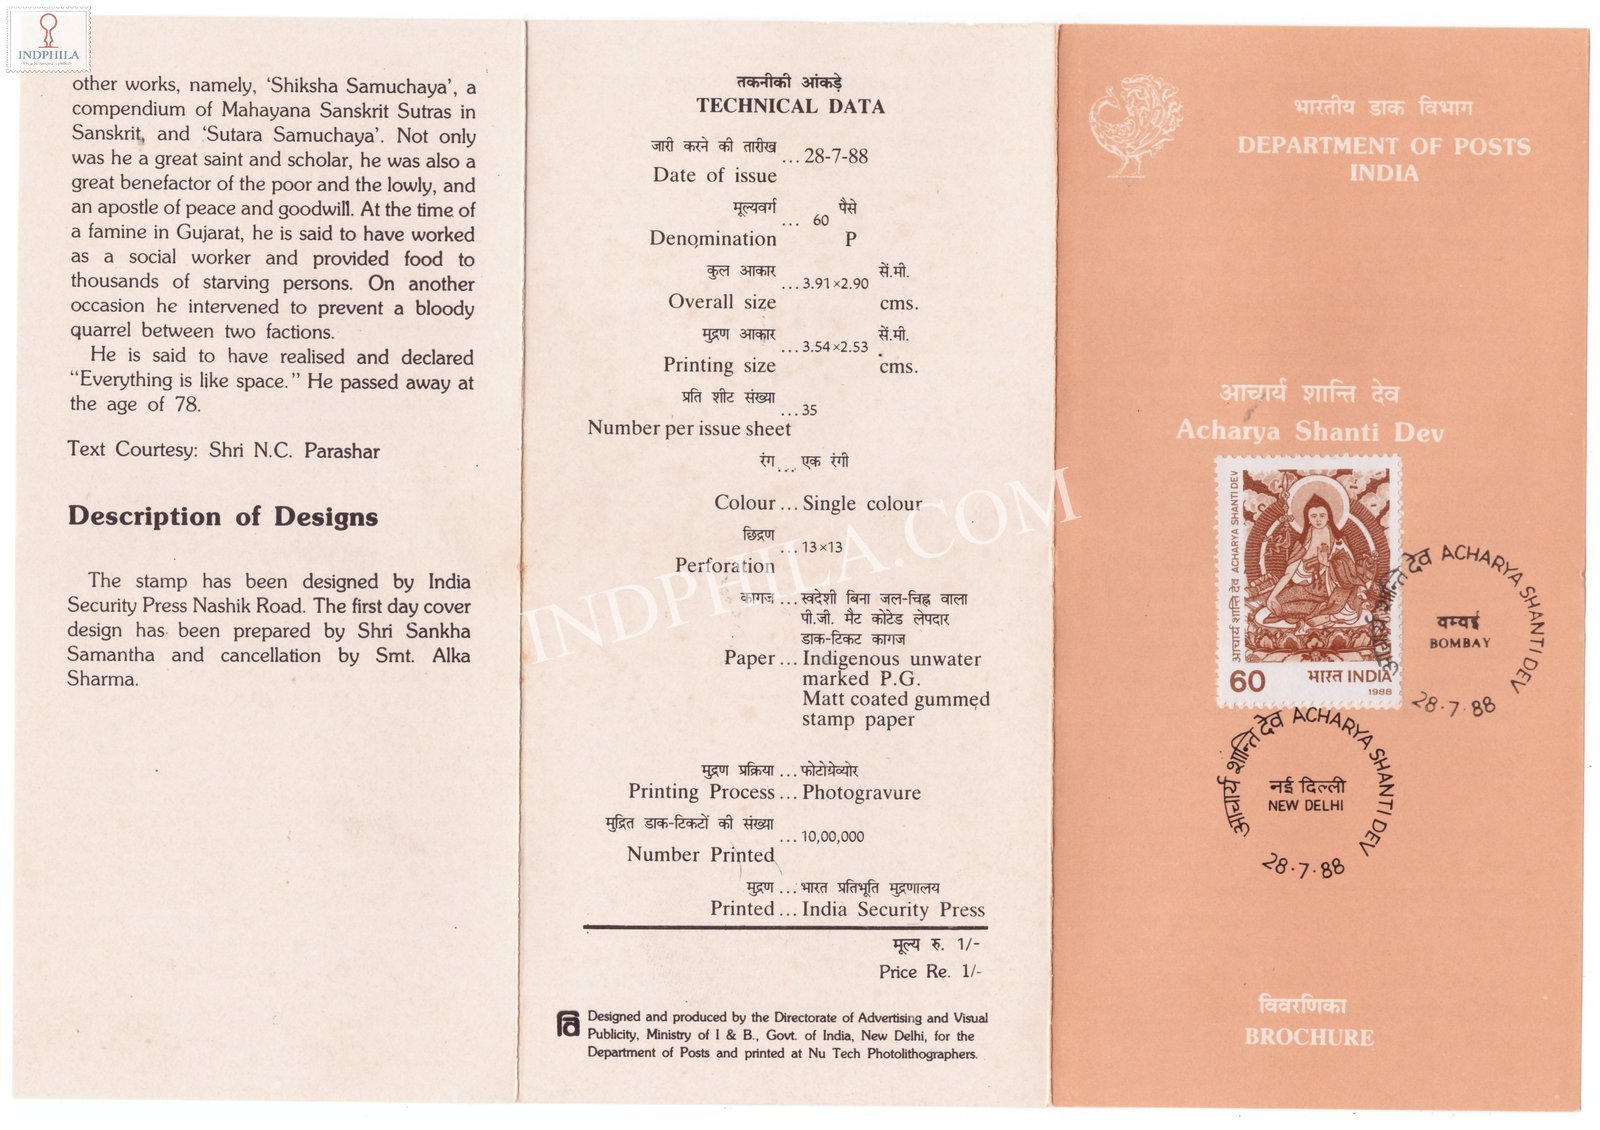 INDPHILA
other works, namely, ‘Shiksha Samuchaya’, a
compendium of Mahayana Sanskrit Sutras in
Sanskrit, and ‘Sutara Samuchaya’. Not only
was he a great saint and scholar, he was also a
great benefactor of the poor and the lowly, and
an apostle of peace and goodwill. At the time of
a famine in Gujarat, he is said to have worked
as a social worker and provided food to
thousands of starving persons. On another
occasion he intervened to prevent a bloody
quarrel between two factions.
He is said to have realised and declared
“Everything is like space.” He passed away at
the age of 78.
Text Courtesy: Shri N.C. Parashar
Description of Designs
The stamp has been designed by India
Security Press Nashik Road. The first day cover
design has been prepared by Shri Sankha
Samantha and cancellation by Smt. Alka
Sharma.
तकनीकी आंकड़े
TECHNICAL DATA
जारी करने की तारीख
... 28-7-88
Date of issue
मूल्यवर्ग ... 60 पैसे
Denomination P
कुल आकार ... 3.91×2.90 सें.मी.
Overall size cms.
मुद्रण आकार ... 3.54×2.53 सें.मी.
Printing size cms.
प्रति शीट संख्या
... 35
Number per issue sheet
रंग ... एक रंगी
Colour ... Single colour
छिद्रण
... 13×13
Perforation
कागज ... स्वदेशी बिना जल-चिह्न वाला
पी.जी. मैट कोटेड लेपदार
डाक-टिकट कागज
Paper ... Indigenous unwater
marked P.G.
Matt coated gummed
stamp paper
मुद्रण प्रक्रिया ... फोटोग्रेव्योर
Printing Process ... Photogravure
मुद्रित डाक-टिकटों की संख्या
... 10,00,000
Number Printed
मुद्रण ... भारत प्रतिभूति मुद्रणालय
Printed ... India Security Press
मूल्य रु. 1/-
Price Re. 1/-
Designed and produced by the Directorate of Advertising and Visual
Publicity, Ministry of I & B., Govt. of India, New Delhi, for the
Department of Posts and printed at Nu Tech Photolithographers.
भारतीय डाक विभाग
DEPARTMENT OF POSTS
INDIA
आचार्य शान्ति देव
Acharya Shanti Dev
आचार्य शान्ति देव ACHARYA SHANTI DEV
60 भारत INDIA
1988
आचार्य शान्ति देव ACHARYA SHANTI DEV
बम्बई
BOMBAY
28.7.88
आचार्य शान्ति देव ACHARYA SHANTI DEV
नई दिल्ली
NEW DELHI
28.7.88
विवरणिका
BROCHURE
INDPHILA.COM